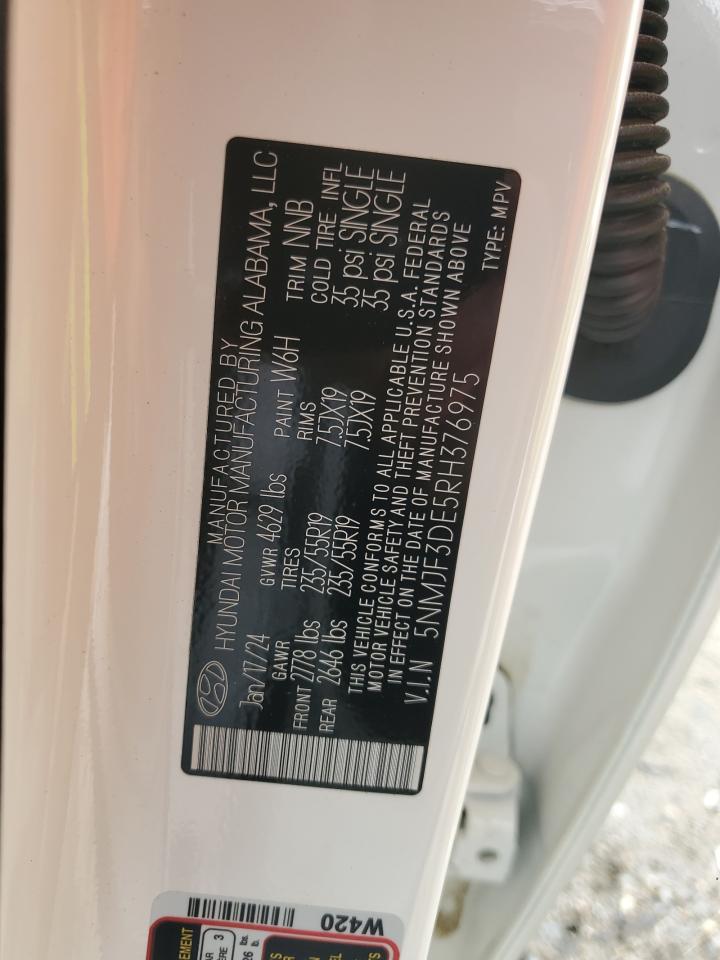 MANUFACTURED BY
HYUNDAI MOTOR MANUFACTURING ALABAMA, LLC
Jan/17/24 GVWR 4629 lbs PAINT W6H TRIM NNB
GAWR TIRES RIMS COLD TIRE INFL
FRONT 2778 lbs 235/55R19 7.5JX19 35 psi SINGLE
REAR 2646 lbs 235/55R19 7.5JX19 35 psi SINGLE
THIS VEHICLE CONFORMS TO ALL APPLICABLE U.S.A. FEDERAL
MOTOR VEHICLE SAFETY AND THEFT PREVENTION STANDARDS
IN EFFECT ON THE DATE OF MANUFACTURE SHOWN ABOVE
V.I.N 5NMJF3DE5RH376975 TYPE: MPV
W420